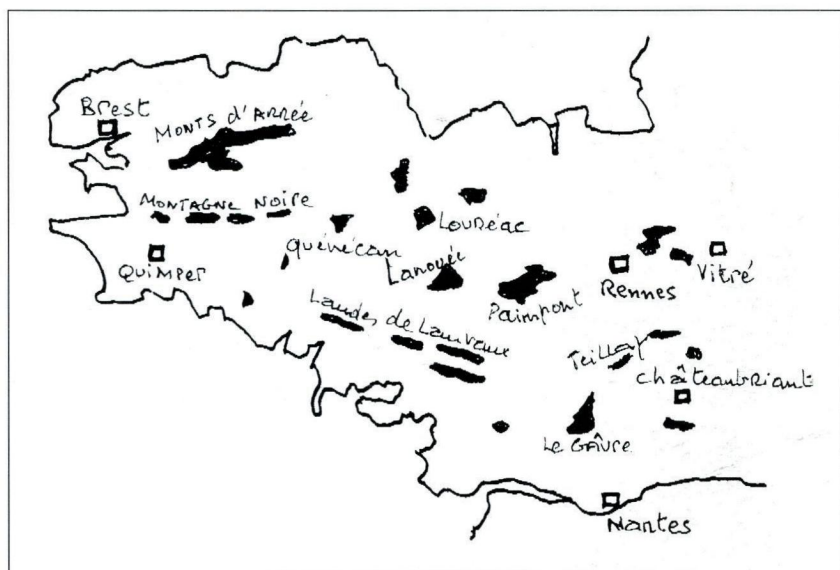 Brest
MONTS d'ARRÉE
MONTAGNE NOIRE
QUIMPER
Quénécan
Loudéac
Lanouée
Paimpont
Rennes
Vitré
Landes de Lanvaux
Teillay
Châteaubriant
Le GÂVRE
Nantes